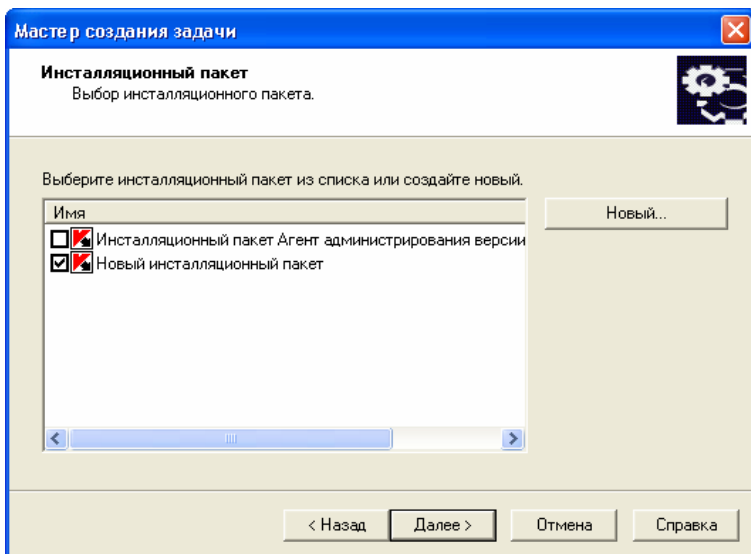 Мастер создания задачи
Инсталляционный пакет
Выбор инсталляционного пакета.
Выберите инсталляционный пакет из списка или создайте новый.
Имя
Новый...
Инсталляционный пакет Агент администрирования версии
Новый инсталляционный пакет
< Назад
Далее >
Отмена
Справка